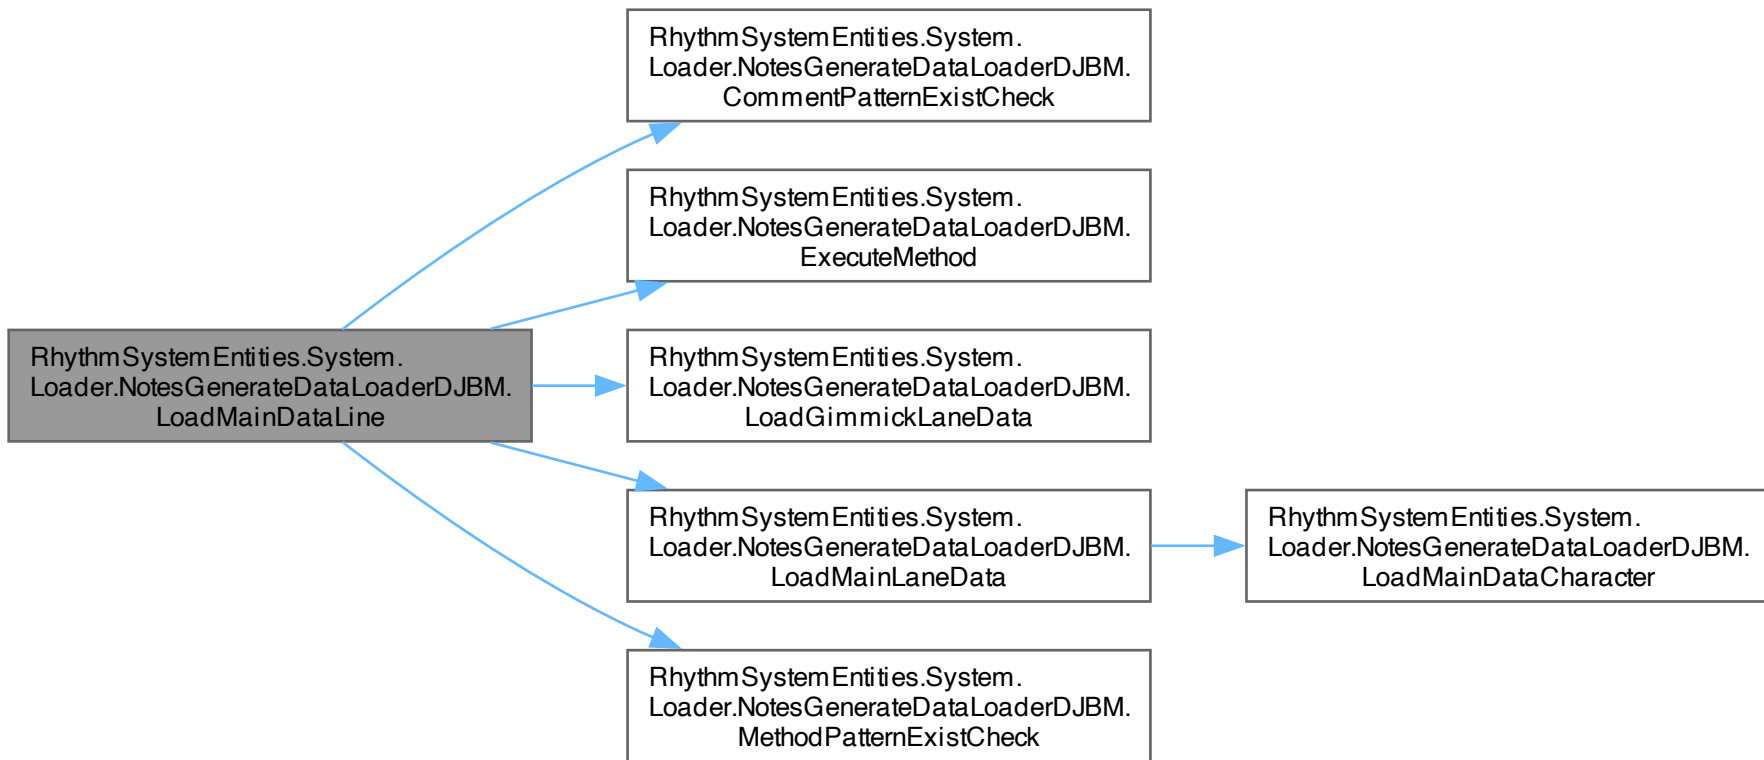 RhythmSystemEntities.System.
Loader.NotesGenerateDataLoaderDJBM.
CommentPatternExistCheck
RhythmSystemEntities.System.
Loader.NotesGenerateDataLoaderDJBM.
ExecuteMethod
RhythmSystemEntities.System.
Loader.NotesGenerateDataLoaderDJBM.
LoadMainDataLine
RhythmSystemEntities.System.
Loader.NotesGenerateDataLoaderDJBM.
LoadGimmickLaneData
RhythmSystemEntities.System.
Loader.NotesGenerateDataLoaderDJBM.
LoadMainLaneData
RhythmSystemEntities.System.
Loader.NotesGenerateDataLoaderDJBM.
LoadMainDataCharacter
RhythmSystemEntities.System.
Loader.NotesGenerateDataLoaderDJBM.
MethodPatternExistCheck